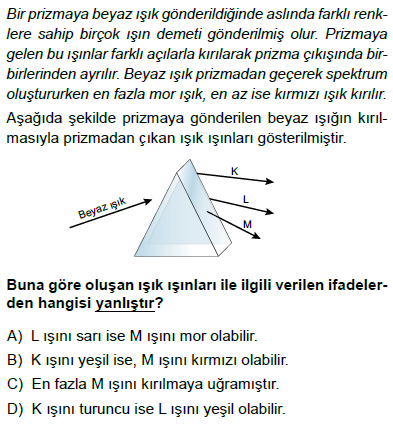 Bir prizmaya beyaz ışık gönderildiğinde aslında farklı renk-
lere sahip birçok ışın demeti gönderilmiş olur. Prizmaya
gelen bu ışınlar farklı açılarla kırılarak prizma çıkışında bir-
birlerinden ayrılır. Beyaz ışık prizmadan geçerek spektrum
oluştururken en fazla mor ışık, en az ise kırmızı ışık kırılır.
Aşağıda şekilde prizmaya gönderilen beyaz ışığın kırıl-
masıyla prizmadan çıkan ışık ışınları gösterilmiştir.
K
L
Beyaz ışık
M
Buna göre oluşan ışık ışınları ile ilgili verilen ifadeler-
den hangisi yanlıştır?
A) L ışını sarı ise M ışını mor olabilir.
B) K ışını yeşil ise, M ışını kırmızı olabilir.
C) En fazla M ışını kırılmaya uğramıştır.
D) K ışını turuncu ise L ışını yeşil olabilir.